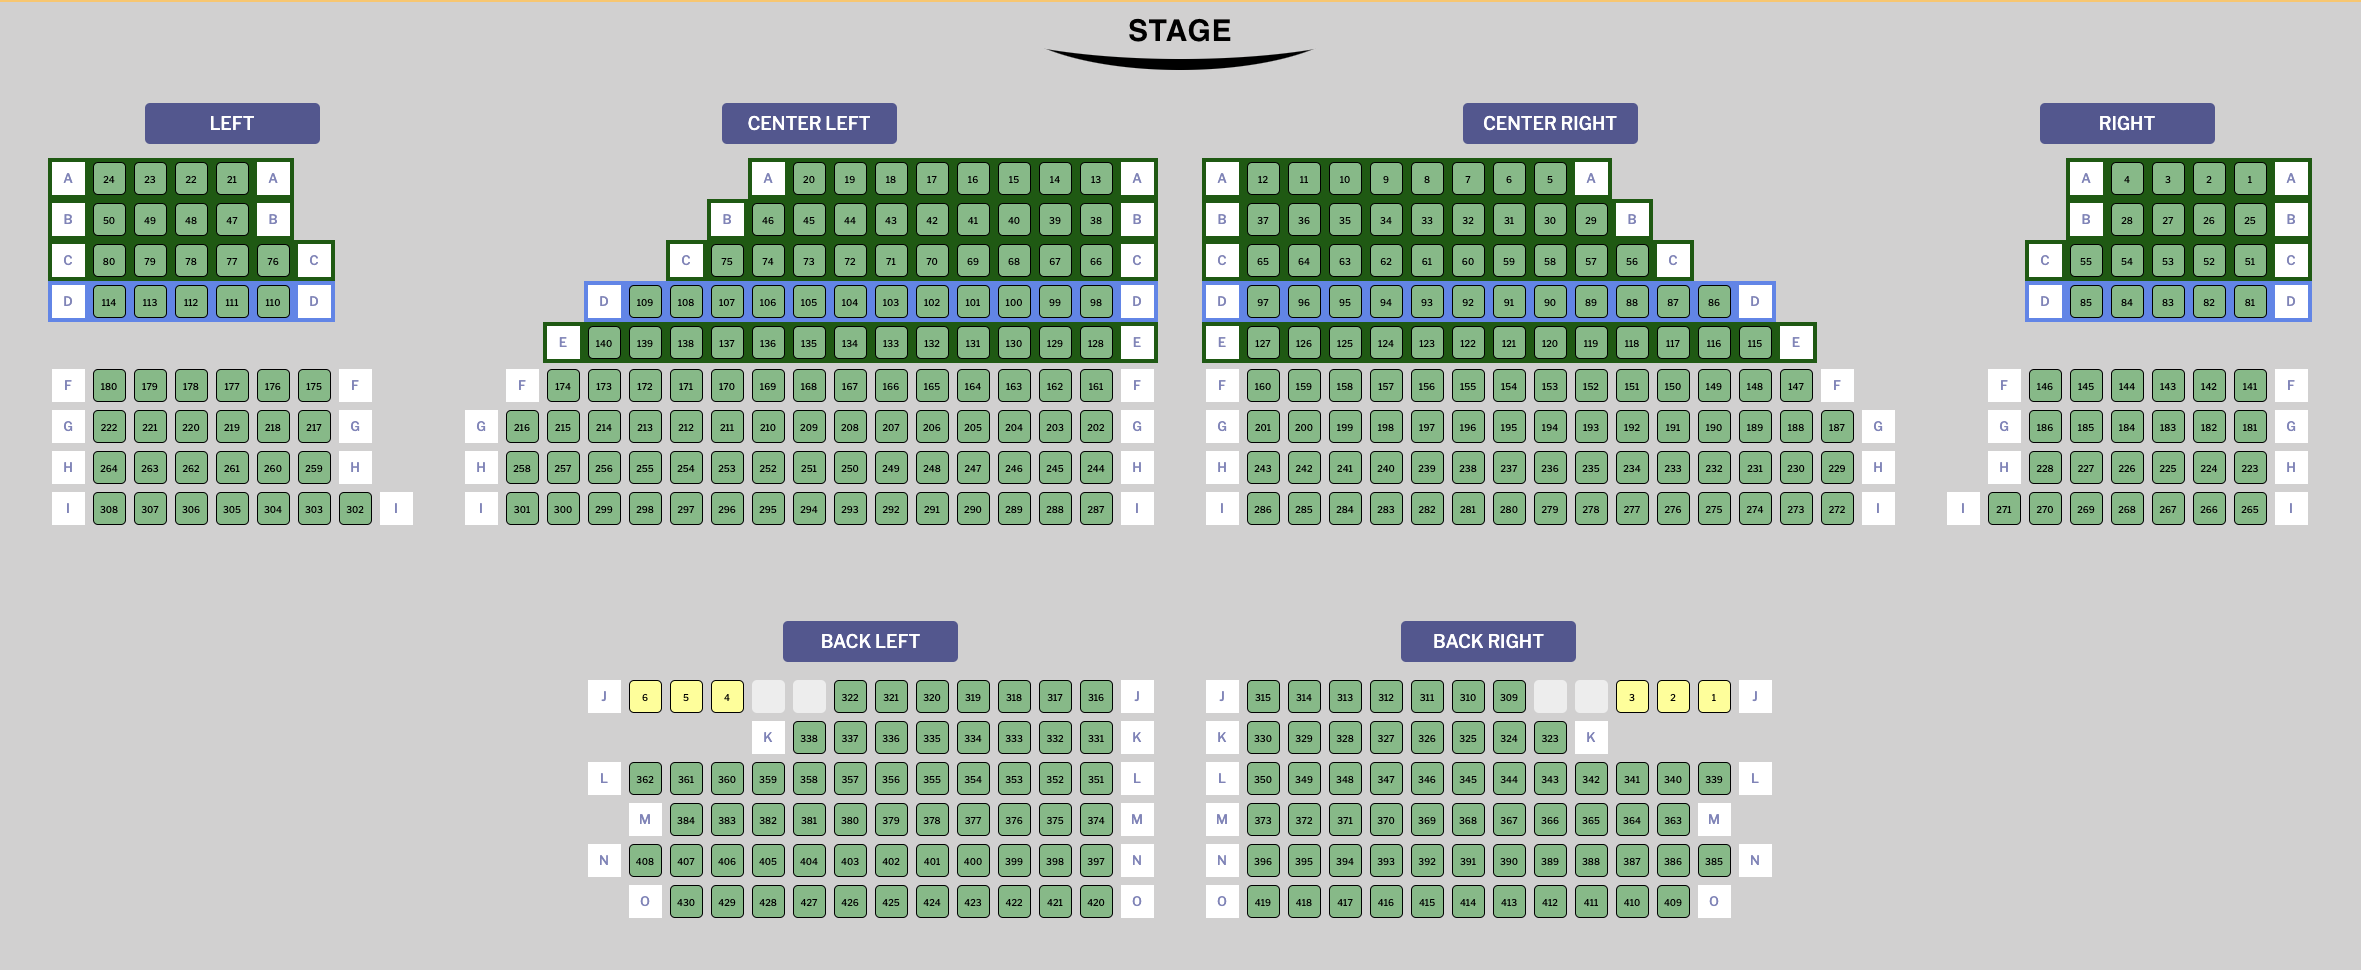 STAGE
LEFT CENTER LEFT CENTER RIGHT RIGHT
A 24 23 22 21 A A 20 19 18 17 16 15 14 13 A A 12 11 10 9 8 7 6 5 A A 4 3 2 1 A
B 50 49 48 47 B B 46 45 44 43 42 41 40 39 38 B B 37 36 35 34 33 32 31 30 29 B B 28 27 26 25 B
C 80 79 78 77 76 C C 75 74 73 72 71 70 69 68 67 66 C C 65 64 63 62 61 60 59 58 57 56 C C 55 54 53 52 51 C
D 114 113 112 111 110 D D 109 108 107 106 105 104 103 102 101 100 99 98 D D 97 96 95 94 93 92 91 90 89 88 87 86 D D 85 84 83 82 81 D
E 140 139 138 137 136 135 134 133 132 131 130 129 128 E E 127 126 125 124 123 122 121 120 119 118 117 116 115 E
F 180 179 178 177 176 175 F F 174 173 172 171 170 169 168 167 166 165 164 163 162 161 F F 160 159 158 157 156 155 154 153 152 151 150 149 148 147 F F 146 145 144 143 142 141 F
G 222 221 220 219 218 217 G G 216 215 214 213 212 211 210 209 208 207 206 205 204 203 202 G G 201 200 199 198 197 196 195 194 193 192 191 190 189 188 187 G G 186 185 184 183 182 181 G
H 264 263 262 261 260 259 H H 258 257 256 255 254 253 252 251 250 249 248 247 246 245 244 H H 243 242 241 240 239 238 237 236 235 234 233 232 231 230 229 H H 228 227 226 225 224 223 H
I 308 307 306 305 304 303 302 I I 301 300 299 298 297 296 295 294 293 292 291 290 289 288 287 I I 286 285 284 283 282 281 280 279 278 277 276 275 274 273 272 I I 271 270 269 268 267 266 265 I
BACK LEFT BACK RIGHT
J 6 5 4 322 321 320 319 318 317 316 J J 315 314 313 312 311 310 309 3 2 1 J
K 338 337 336 335 334 333 332 331 K K 330 329 328 327 326 325 324 323 K
L 362 361 360 359 358 357 356 355 354 353 352 351 L L 350 349 348 347 346 345 344 343 342 341 340 339 L
M 384 383 382 381 380 379 378 377 376 375 374 M M 373 372 371 370 369 368 367 366 365 364 363 M
N 408 407 406 405 404 403 402 401 400 399 398 397 N N 396 395 394 393 392 391 390 389 388 387 386 385 N
O 430 429 428 427 426 425 424 423 422 421 420 O O 419 418 417 416 415 414 413 412 411 410 409 O